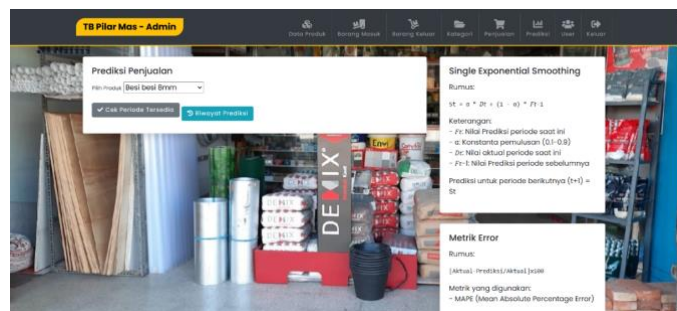 TB Pilar Mas - Admin
Data Produk
Barang Masuk
Barang Keluar
Kategori
Penjualan
Prediksi
User
Keluar
Prediksi Penjualan
Pilih Produk Besi besi 8mm
Cek Periode Tersedia
Riwayat Prediksi
DEMIX
Envi
Single Exponential Smoothing
Rumus:
St = α * Dt + (1 - α) * Ft-1
Keterangan:
- Ft: Nilai Prediksi periode saat ini
- α: Konstanta pemulusan (0.1-0.9)
- Dt: Nilai aktual periode saat ini
- Ft-1: Nilai Prediksi periode sebelumnya
Prediksi untuk periode berikutnya (t+1) =
St
Metrik Error
Rumus:
|Aktual-Prediksi/Aktual|x100
Metrik yang digunakan:
- MAPE (Mean Absolute Percentage Error)